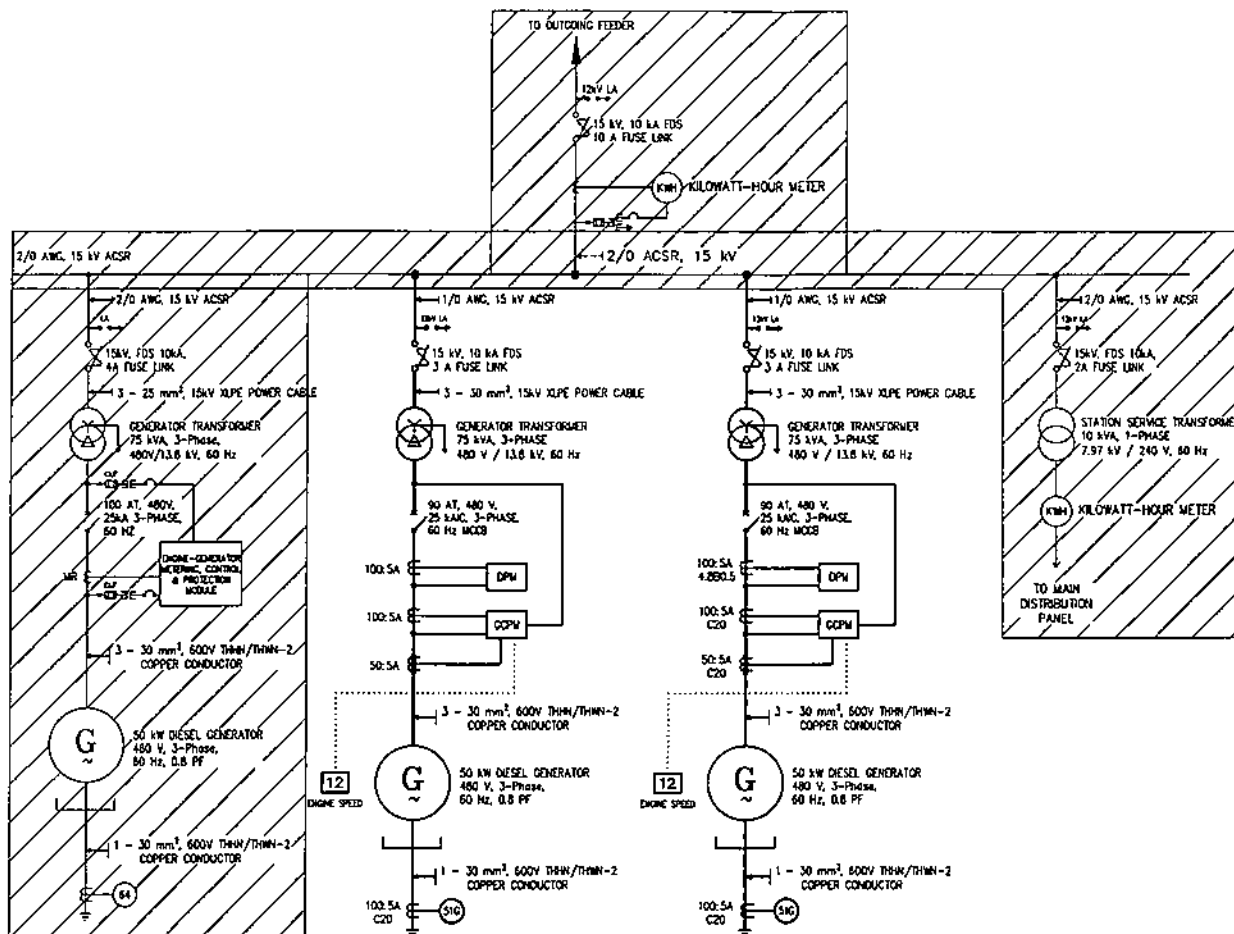 TO OUTGOING FEEDER
12kV LA
15 kV, 10 kA FDS
10 A FUSE LINK
KWH
KILOWATT-HOUR METER
2/0 ACSR, 15 kV
2/0 AWG, 15 kV ACSR
2/0 AWG, 15 kV ACSR
LA
15kV, FDS 10kA,
4A FUSE LINK
3 - 25 mm², 15kV XLPE POWER CABLE
GENERATOR TRANSFORMER
75 kVA, 3-Phase,
480V/13.8 kV, 60 Hz
100 AT, 480V,
25kA 3-PHASE,
60 HZ
MR
ENGINE-GENERATOR
METERING, CONTROL,
& PROTECTION
MODULE
3 - 30 mm², 600V THHN/THWN-2
COPPER CONDUCTOR
G
~
50 kW DIESEL GENERATOR
480 V, 3-Phase,
60 Hz, 0.8 PF
1 - 30 mm², 600V THHN/THWN-2
COPPER CONDUCTOR
64
1/0 AWG, 15 kV ACSR
12kV LA
15 kV, 10 kA FDS
3 A FUSE LINK
3 - 30 mm², 15kV XLPE POWER CABLE
GENERATOR TRANSFORMER
75 kVA, 3-PHASE
480 V / 13.8 kV, 60 Hz
90 AT, 480 V,
25 kAIC, 3-PHASE,
60 Hz MCCB
100:5A
DPM
100:5A
GCPM
50:5A
3 - 30 mm², 600V THHN/THWN-2
COPPER CONDUCTOR
12
ENGINE SPEED
G
~
50 kW DIESEL GENERATOR
480 V, 3-Phase,
60 Hz, 0.8 PF
1 - 30 mm², 600V THHN/THWN-2
COPPER CONDUCTOR
100:5A
C20
51G
1/0 AWG, 15 kV ACSR
12kV LA
15 kV, 10 kA FDS
3 A FUSE LINK
3 - 30 mm², 15kV XLPE POWER CABLE
GENERATOR TRANSFORMER
75 kVA, 3-PHASE
480 V / 13.8 kV, 60 Hz
90 AT, 480 V,
25 kAIC, 3-PHASE,
60 Hz MCCB
100:5A
4.8B0.5
DPM
100:5A
C20
GCPM
50:5A
C20
3 - 30 mm², 600V THHN/THWN-2
COPPER CONDUCTOR
12
ENGINE SPEED
G
~
50 kW DIESEL GENERATOR
480 V, 3-Phase,
60 Hz, 0.8 PF
1 - 30 mm², 600V THHN/THWN-2
COPPER CONDUCTOR
100:5A
C20
51G
2/0 AWG, 15 kV ACSR
12kV LA
15kV, FDS 10kA,
2A FUSE LINK
STATION SERVICE TRANSFORME
10 kVA, 1-PHASE
7.97 kV / 240 V, 60 Hz
KWH
KILOWATT-HOUR METER
TO MAIN
DISTRIBUTION
PANEL